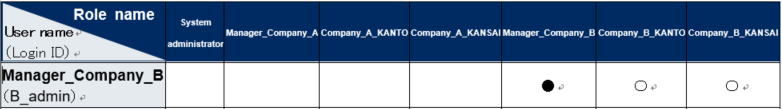 Role name
User name
(Login ID)
System administrator
Manager_Company_A
Company_A_KANTO
Company_A_KANSAI
Manager_Company_B
Company_B_KANTO
Company_B_KANSAI
Manager_Company_B
(B_admin)
● ○ ○